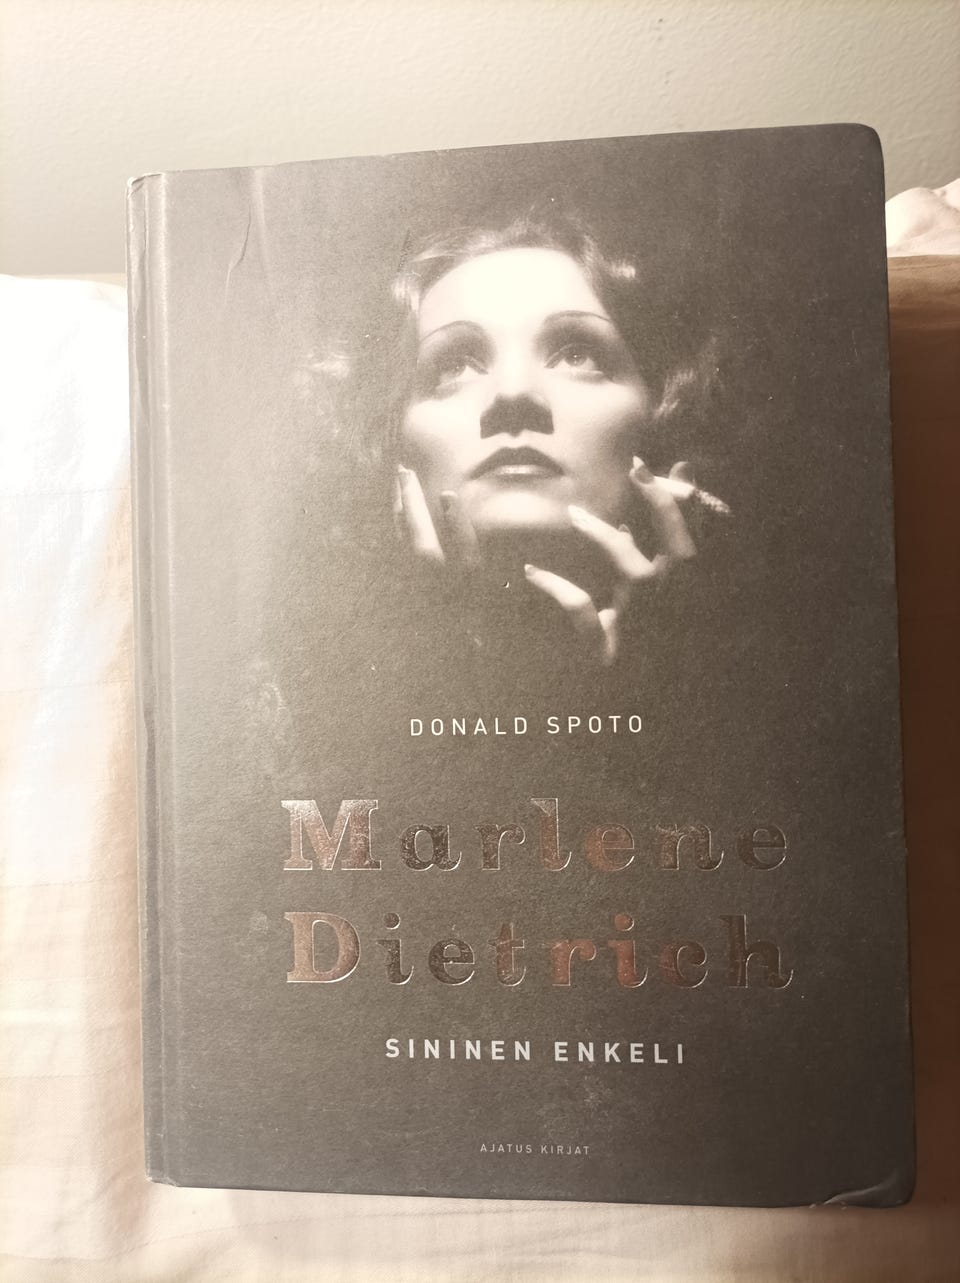 DONALD SPOTO
Marlene
Dietrich
SININEN ENKELI
AJATUS KIRJAT